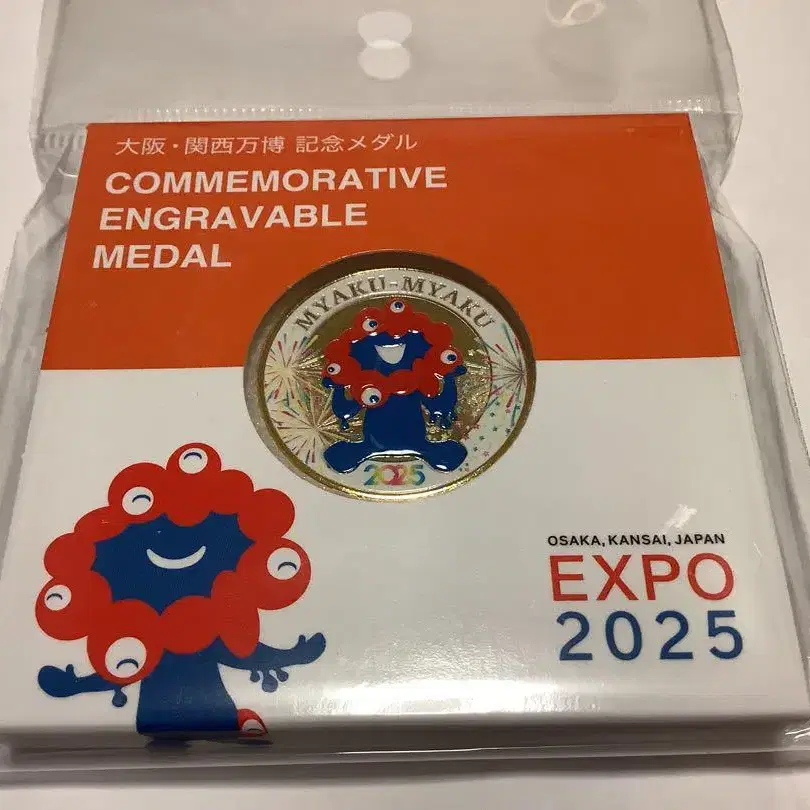 大阪・関西万博 記念メダル
COMMEMORATIVE
ENGRAVABLE
MEDAL
MYAKU-MYAKU
2025
OSAKA, KANSAI, JAPAN
EXPO
2025